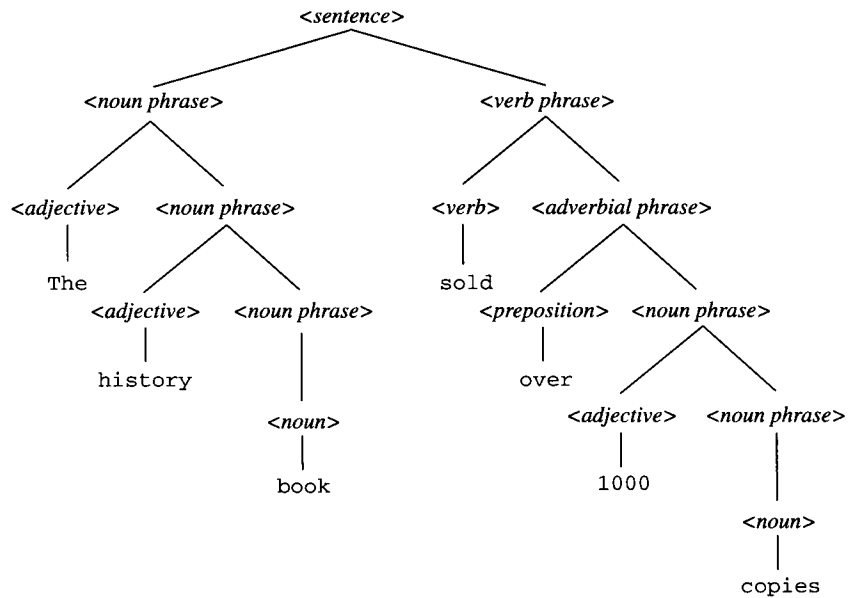 <sentence>
<noun phrase> <verb phrase>
<adjective> <noun phrase> <verb> <adverbial phrase>
The sold
<adjective> <noun phrase> <preposition> <noun phrase>
history over
<noun> <adjective> <noun phrase>
book 1000
<noun>
copies